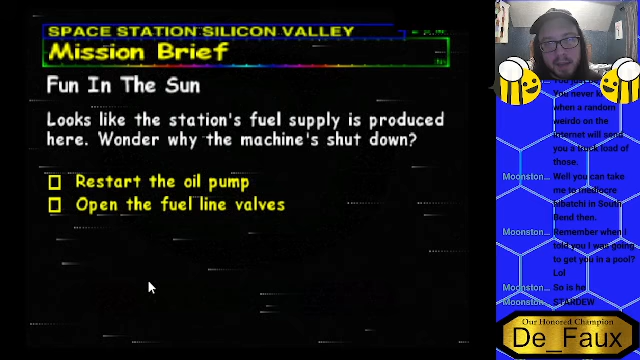 SPACE STATION SILICON VALLEY
Mission Brief
Fun In The Sun
Looks like the station's fuel supply is produced
here. Wonder why the machine's shut down?
Restart the oil pump
Open the fuel line valves
You never
when a random
weirdo on the
internet will send
you a truck load of
those.
Moonston... Well you can take
me to mediocre
hibatchi in South
Bend then.
Moonston... Remember when I
told you I was going
to get you in a pool?
Lol
Moonston... So is he
Moonston... STARDEW
Our Honored Champion
De_Faux